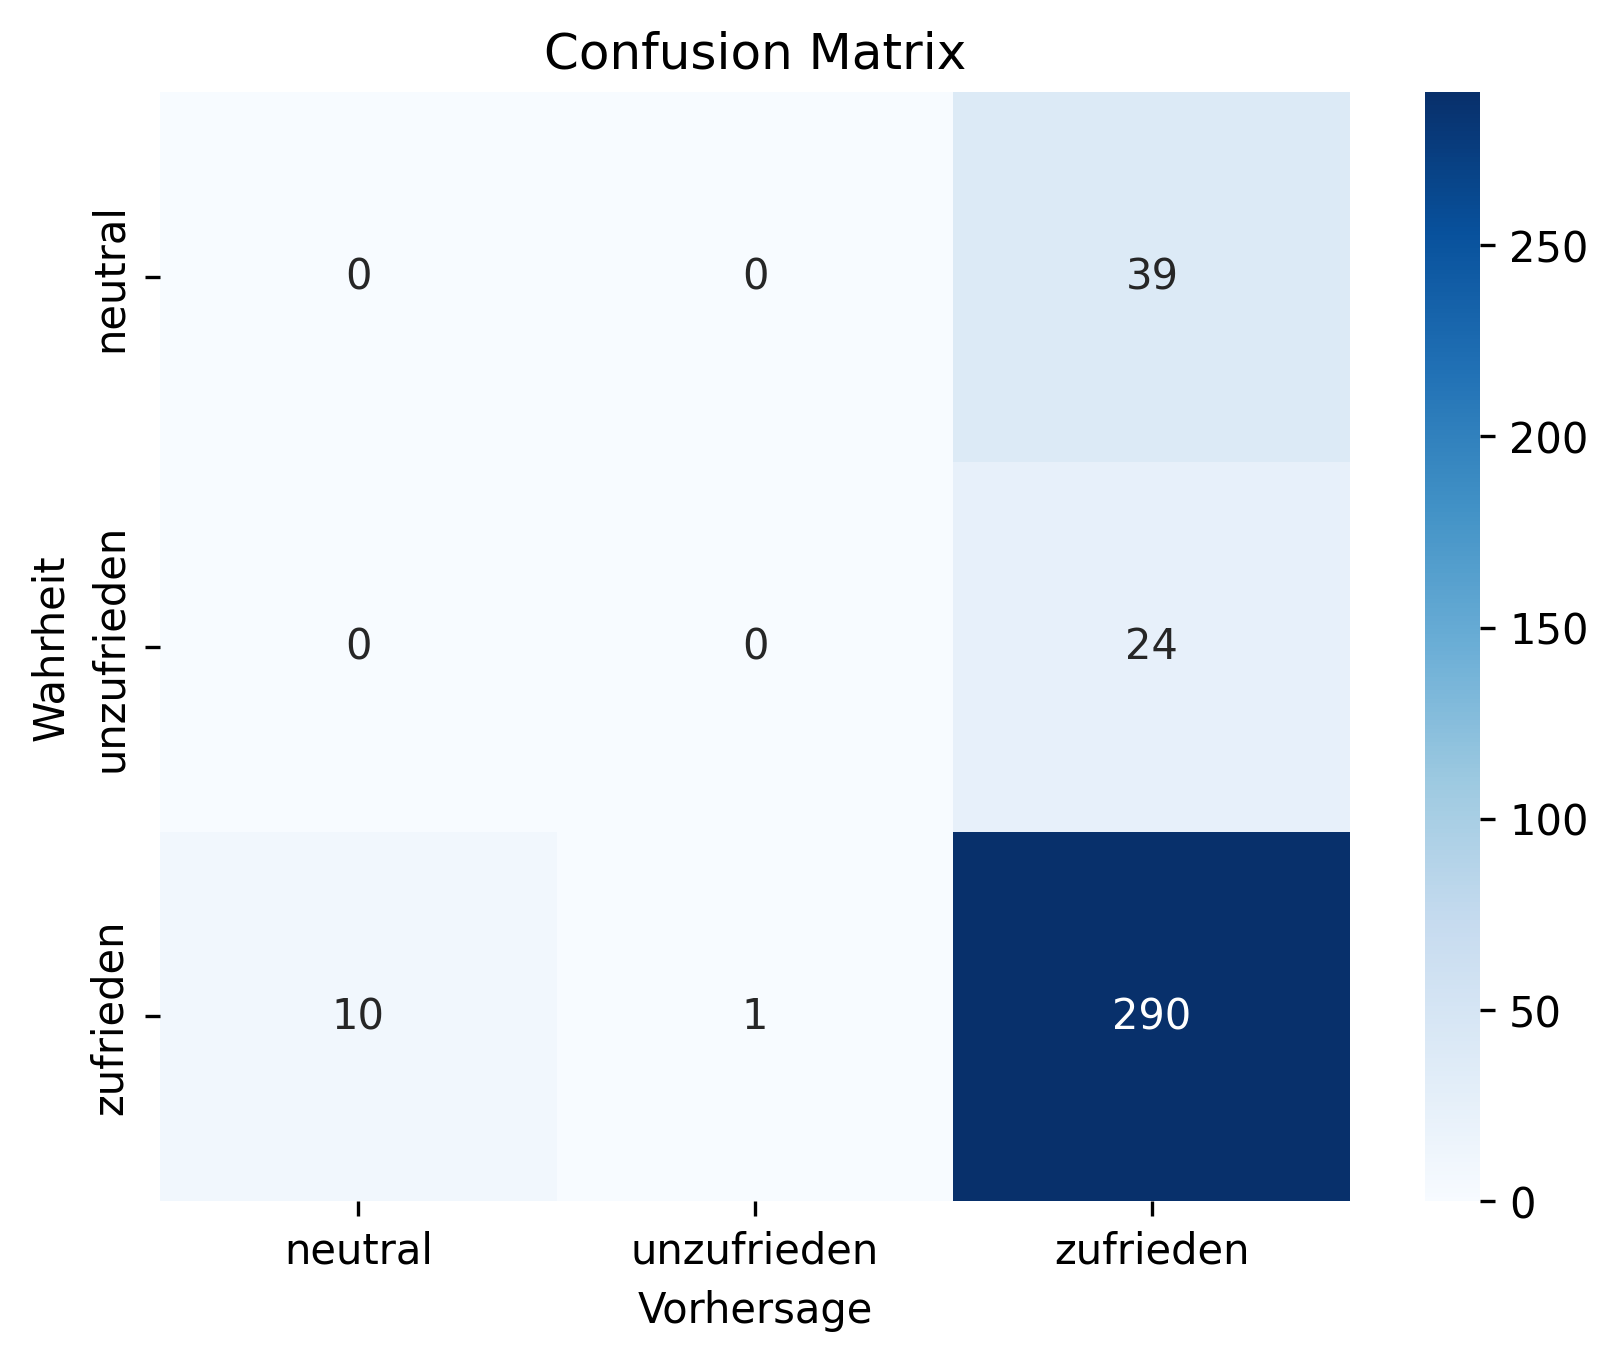 Confusion Matrix
neutral
0
0
39
unzufrieden
0
0
24
zufrieden
10
1
290
neutral
unzufrieden
zufrieden
Vorhersage
Wahrheit
250
200
150
100
50
0